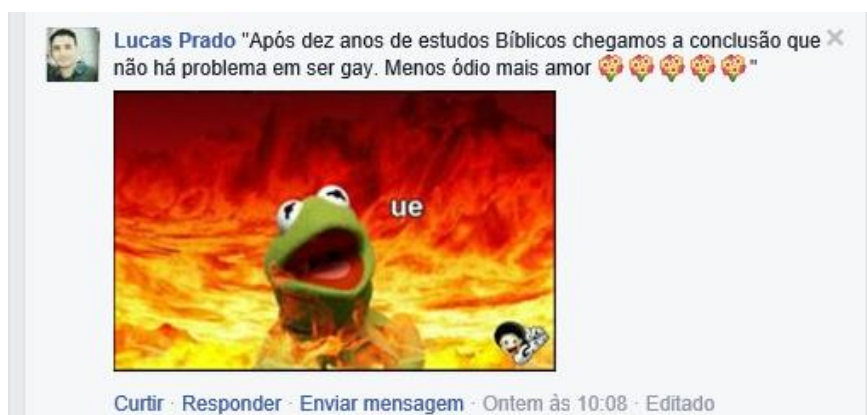 Lucas Prado "Após dez anos de estudos Bíblicos chegamos a conclusão que
não há problema em ser gay. Menos ódio mais amor 💐💐💐💐💐"
ue
Curtir · Responder · Enviar mensagem · Ontem às 10:08 · Editado